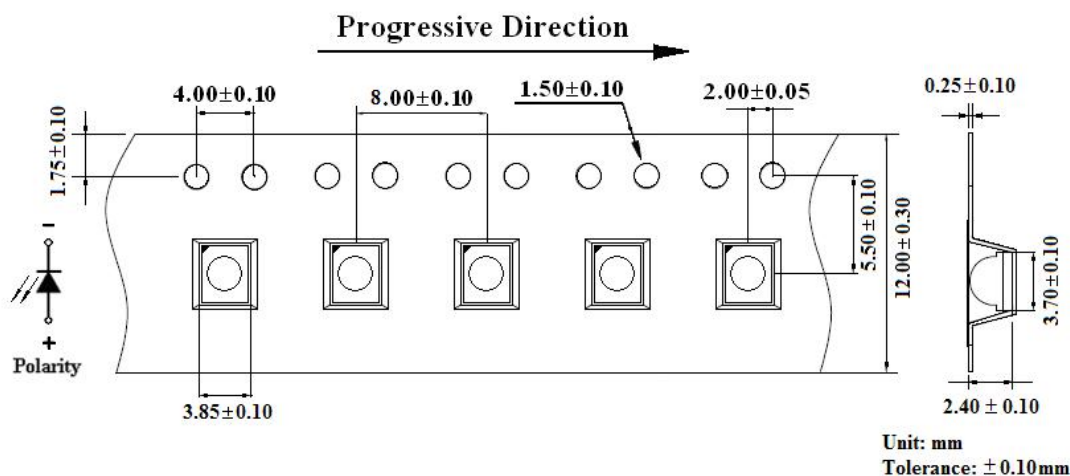 Progressive Direction
4.00±0.10
8.00±0.10
1.50±0.10
2.00±0.05
0.25±0.10
1.75±0.10
5.50±0.10
12.00±0.30
3.70±0.10
-
+
Polarity
3.85±0.10
2.40 ± 0.10
Unit: mm
Tolerance: ±0.10mm